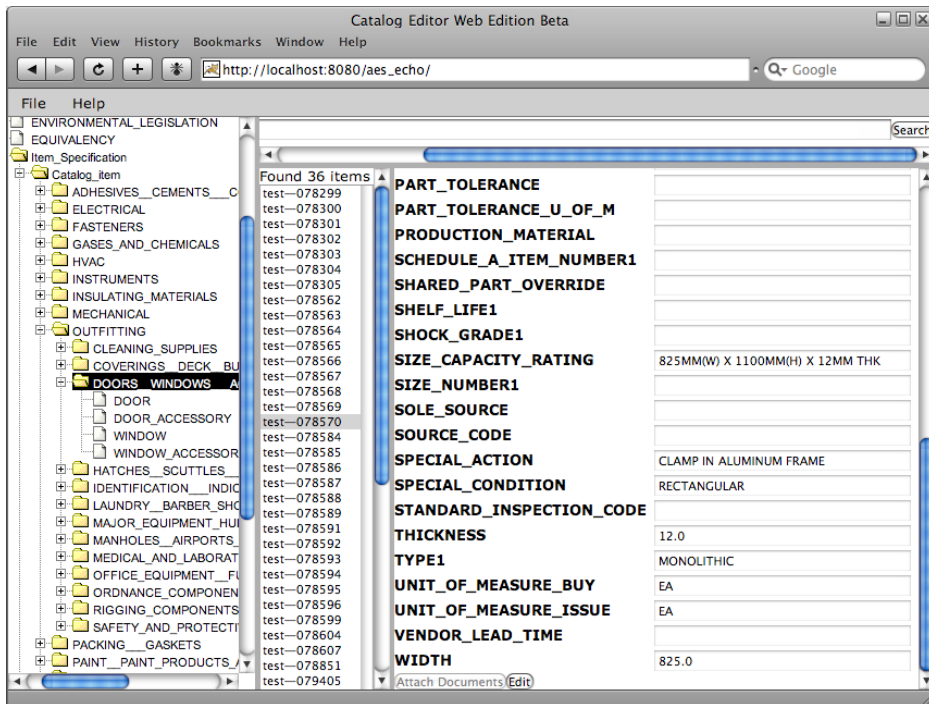 Catalog Editor Web Edition Beta
File Edit View History Bookmarks Window Help
http://localhost:8080/aes_echo/
Google
File Help
ENVIRONMENTAL_LEGISLATION
EQUIVALENCY
Item_Specification
Catalog_item
ADHESIVES__CEMENTS___C
ELECTRICAL
FASTENERS
GASES_AND_CHEMICALS
HVAC
INSTRUMENTS
INSULATING_MATERIALS
MECHANICAL
OUTFITTING
CLEANING_SUPPLIES
COVERINGS__DECK__BU
DOORS__WINDOWS__A
DOOR
DOOR_ACCESSORY
WINDOW
WINDOW_ACCESSOR
HATCHES__SCUTTLES__
IDENTIFICATION___INDIC
LAUNDRY__BARBER_SHO
MAJOR_EQUIPMENT_HUI
MANHOLES__AIRPORTS_
MEDICAL_AND_LABORAT
OFFICE_EQUIPMENT__FU
ORDNANCE_COMPONEN
RIGGING_COMPONENTS
SAFETY_AND_PROTECTI
PACKING___GASKETS
PAINT__PAINT_PRODUCTS_A
Search
Found 36 items
test—078299
test—078300
test—078301
test—078302
test—078303
test—078304
test—078305
test—078562
test—078563
test—078564
test—078565
test—078566
test—078567
test—078568
test—078569
test—078570
test—078584
test—078585
test—078586
test—078587
test—078588
test—078589
test—078591
test—078592
test—078593
test—078594
test—078595
test—078596
test—078599
test—078604
test—078607
test—078851
test—079405
PART_TOLERANCE
PART_TOLERANCE_U_OF_M
PRODUCTION_MATERIAL
SCHEDULE_A_ITEM_NUMBER1
SHARED_PART_OVERRIDE
SHELF_LIFE1
SHOCK_GRADE1
SIZE_CAPACITY_RATING 825MM(W) X 1100MM(H) X 12MM THK
SIZE_NUMBER1
SOLE_SOURCE
SOURCE_CODE
SPECIAL_ACTION CLAMP IN ALUMINUM FRAME
SPECIAL_CONDITION RECTANGULAR
STANDARD_INSPECTION_CODE
THICKNESS 12.0
TYPE1 MONOLITHIC
UNIT_OF_MEASURE_BUY EA
UNIT_OF_MEASURE_ISSUE EA
VENDOR_LEAD_TIME
WIDTH 825.0
Attach Documents Edit